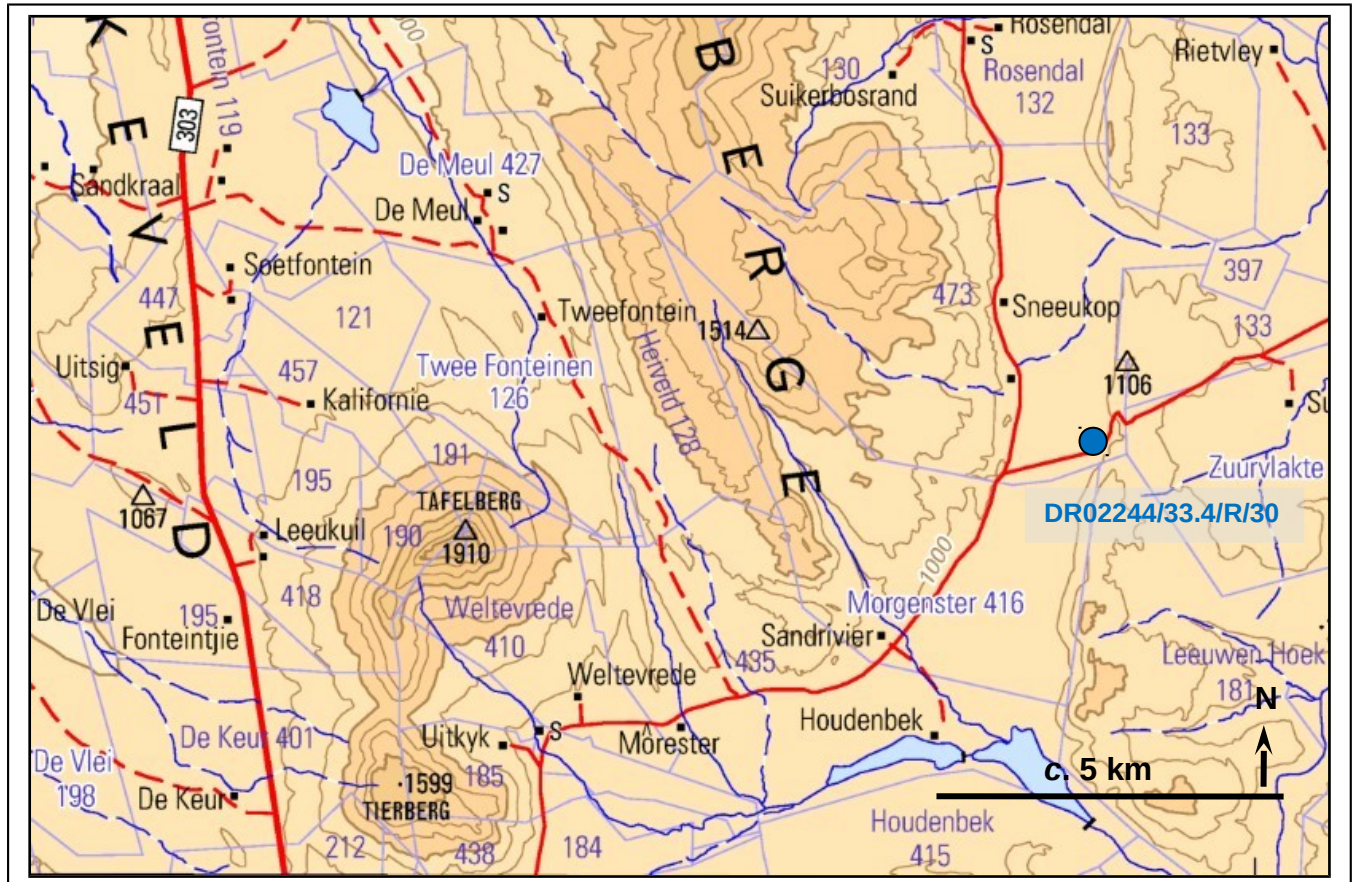 K
E
V
E
L
D
B
E
R
G
E
303
ontein 119
1000
Rosendal
S
Rosendal
132
130
Suikerbosrand
Rietvley
133
De Meul 427
S
De Meul
Sandkraal
Soetfontein
447
121
Tweefontein
Heiveld 128
1514
473
Sneeukop
397
133
1106
Uitsig
451
457
Kalifornie
Twee Fonteinen
126
191
195
TAFELBERG
190
1910
1067
Leeukuil
418
Zuurvlakte
DR02244/33.4/R/30
1000
De Vlei
195
Fonteintjie
Weltevrede
410
Morgenster 416
Sandrivier
435
Leeuwen Hoek
181
Weltevrede
De Keur 401
Uitkyk
S
Môrester
Houdenbek
N
De Vlei
198
De Keur
1599
TIERBERG
185
c. 5 km
212
438
184
Houdenbek
415